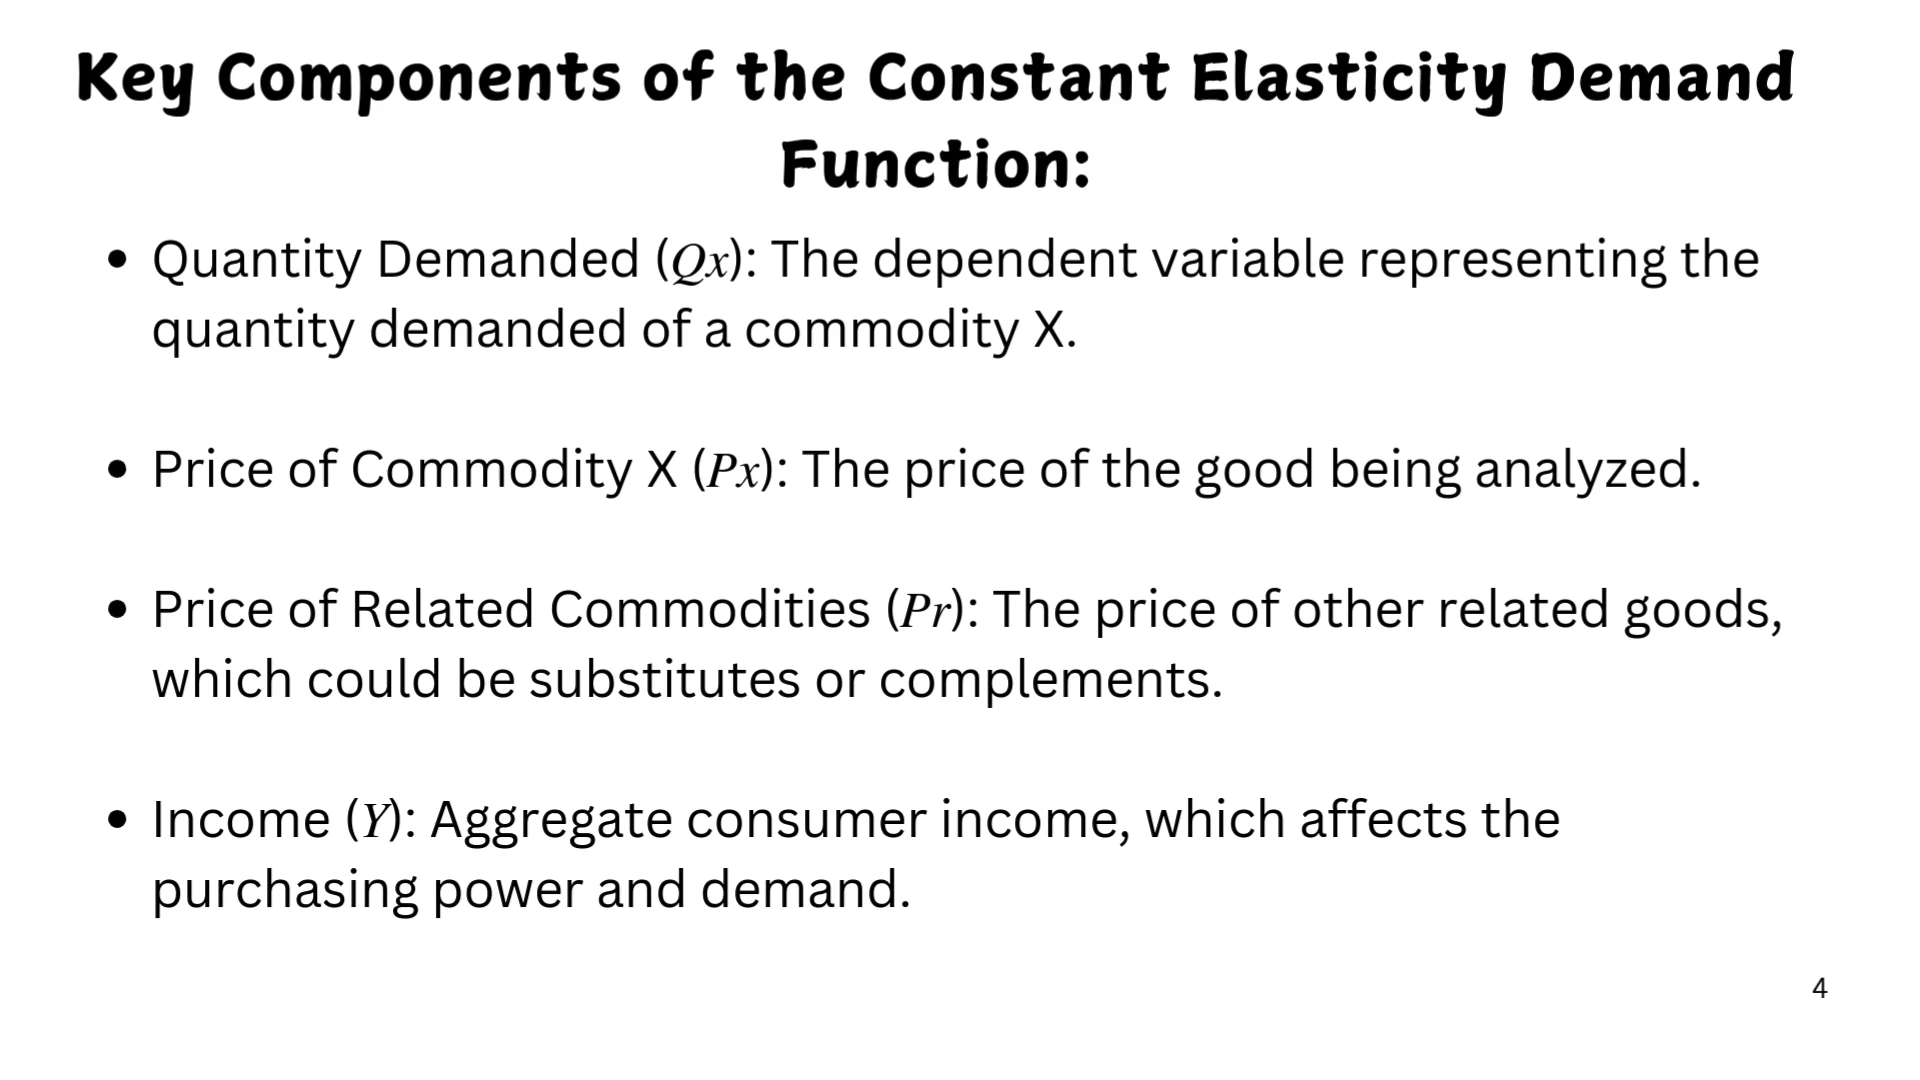 Key Components of the Constant Elasticity Demand
Function:
• Quantity Demanded (Qx): The dependent variable representing the
quantity demanded of a commodity X.
• Price of Commodity X (Px): The price of the good being analyzed.
• Price of Related Commodities (Pr): The price of other related goods,
which could be substitutes or complements.
• Income (Y): Aggregate consumer income, which affects the
purchasing power and demand.
4